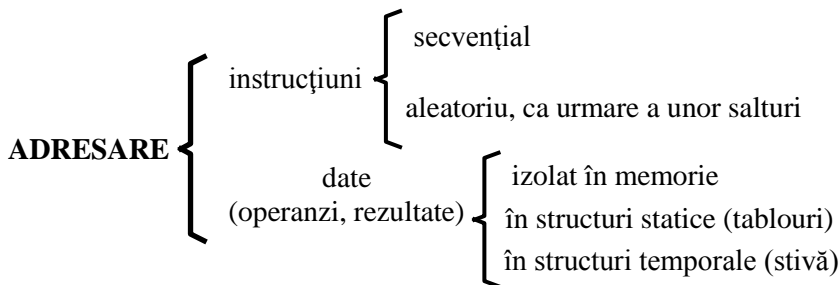 secvenţial
instrucţiuni
aleatoriu, ca urmare a unor salturi
ADRESARE
date
(operanzi, rezultate)
izolat în memorie
în structuri statice (tablouri)
în structuri temporale (stivă)